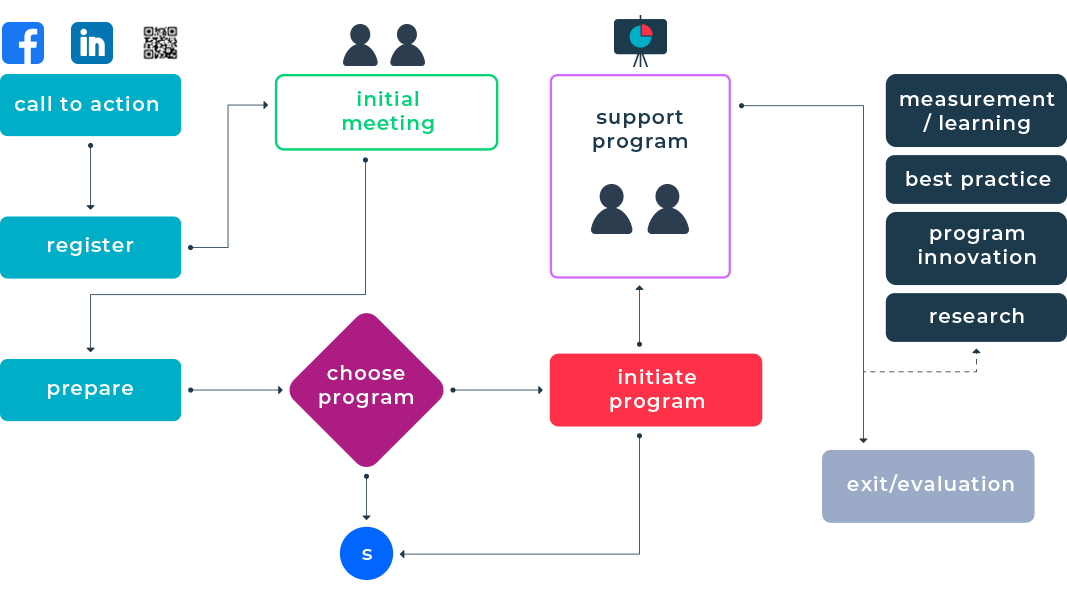 in
call to action
register
prepare
initial
meeting
choose
program
s
support
program
initiate
program
measurement
/ learning
best practice
program
innovation
research
exit/evaluation